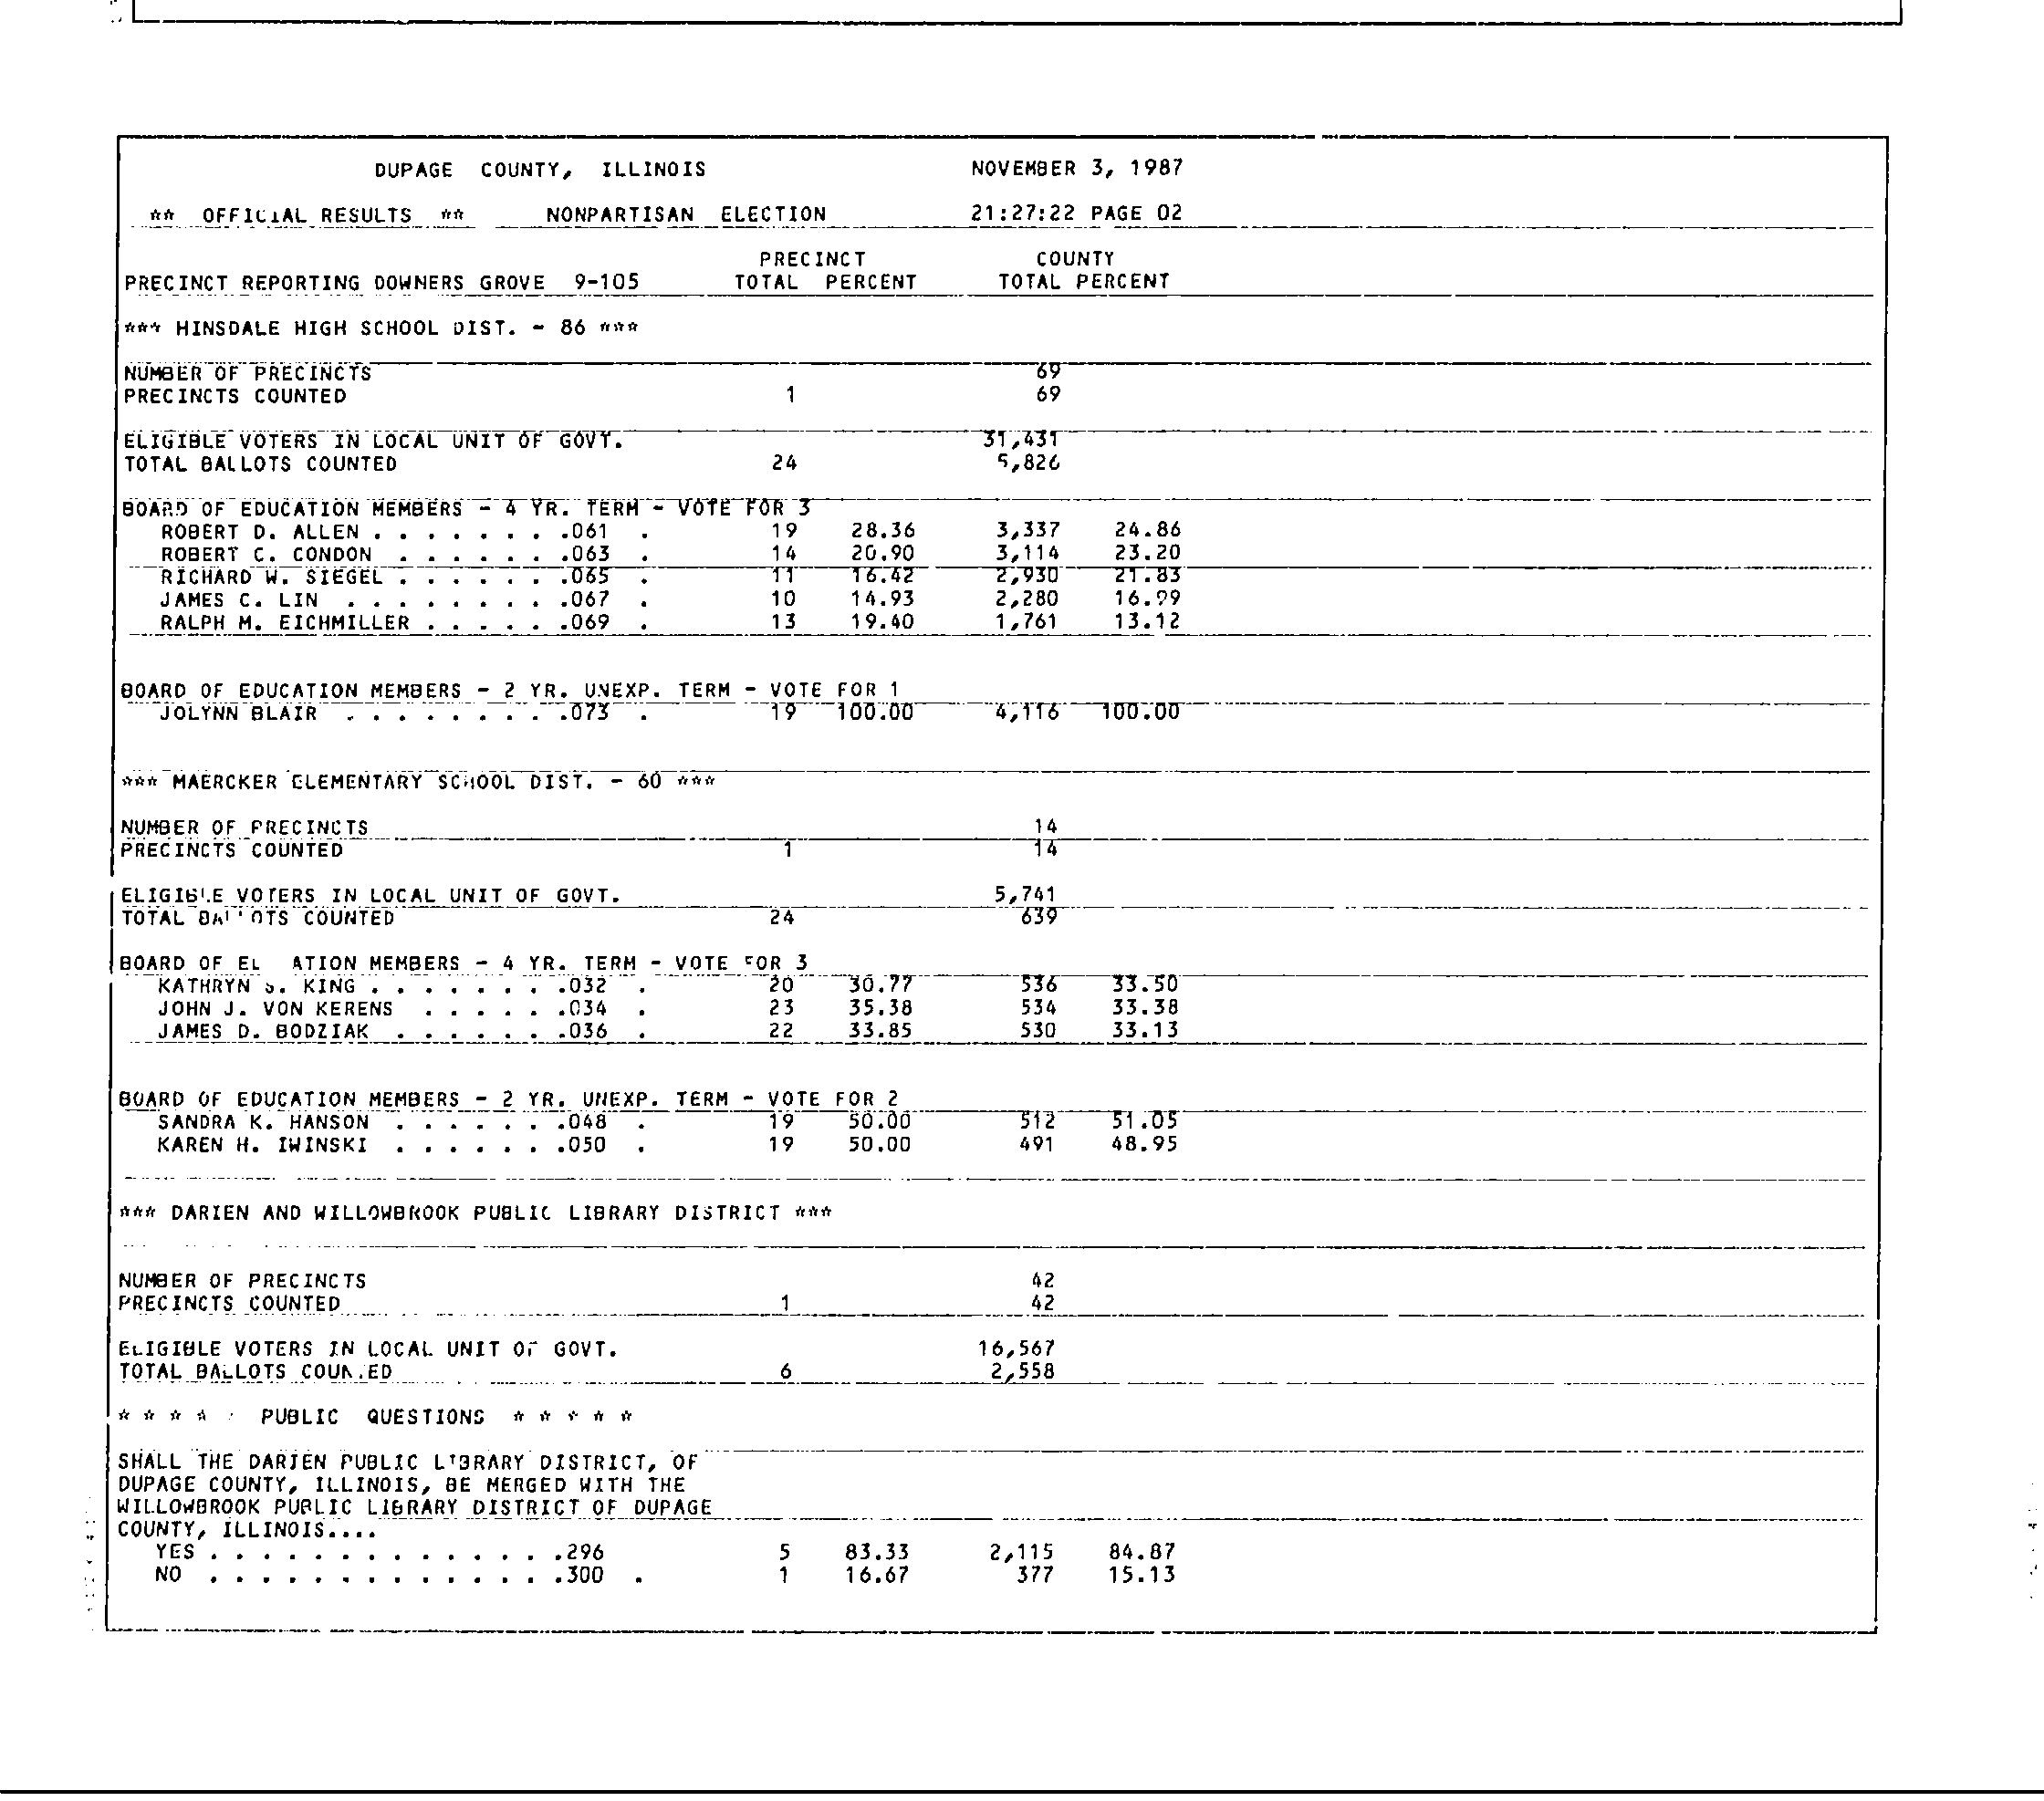 DUPAGE COUNTY, ILLINOIS NOVEMBER 3, 1987
** OFFICIAL RESULTS ** NONPARTISAN ELECTION 21:27:22 PAGE 02
PRECINCT COUNTY
PRECINCT REPORTING DOWNERS GROVE 9-105 TOTAL PERCENT TOTAL PERCENT
*** HINSDALE HIGH SCHOOL DIST. - 86 ***
NUMBER OF PRECINCTS 69
PRECINCTS COUNTED 1 69
ELIGIBLE VOTERS IN LOCAL UNIT OF GOVT. 31,431
TOTAL BALLOTS COUNTED 24 5,826
BOARD OF EDUCATION MEMBERS - 4 YR. TERM - VOTE FOR 3
ROBERT D. ALLEN . . . . . . . .061 . 19 28.36 3,337 24.86
ROBERT C. CONDON . . . . . . .063 . 14 20.90 3,114 23.20
RICHARD W. SIEGEL . . . . . . .065 . 11 16.42 2,930 21.83
JAMES C. LIN . . . . . . . . .067 . 10 14.93 2,280 16.99
RALPH M. EICHMILLER . . . . . .069 . 13 19.40 1,761 13.12
BOARD OF EDUCATION MEMBERS - 2 YR. UNEXP. TERM - VOTE FOR 1
JOLYNN BLAIR . . . . . . . . .073 . 19 100.00 4,116 100.00
*** MAERCKER ELEMENTARY SCHOOL DIST. - 60 ***
NUMBER OF PRECINCTS 14
PRECINCTS COUNTED 1 14
ELIGIBLE VOTERS IN LOCAL UNIT OF GOVT. 5,741
TOTAL BALLOTS COUNTED 24 639
BOARD OF ATION MEMBERS - 4 YR. TERM - VOTE FOR 3
KATHRYN KING . . . . . . . .032 . 20 30.77 536 33.50
JOHN J. VON KERENS . . . . . .034 . 23 35.38 534 33.38
JAMES D. BODZIAK . . . . . . .036 . 22 33.85 530 33.13
BOARD OF EDUCATION MEMBERS - 2 YR. UNEXP. TERM - VOTE FOR 2
SANDRA K. HANSON . . . . . . .048 . 19 50.00 512 51.05
KAREN H. IWINSKI . . . . . . .050 . 19 50.00 491 48.95
*** DARIEN AND WILLOWBROOK PUBLIC LIBRARY DISTRICT ***
NUMBER OF PRECINCTS 42
PRECINCTS COUNTED 1 42
ELIGIBLE VOTERS IN LOCAL UNIT OF GOVT. 16,567
TOTAL BALLOTS COUNTED 6 2,558
* * * * * PUBLIC QUESTIONS * * * * *
SHALL THE DARIEN PUBLIC LIBRARY DISTRICT, OF
DUPAGE COUNTY, ILLINOIS, BE MERGED WITH THE
WILLOWBROOK PUBLIC LIBRARY DISTRICT OF DUPAGE
COUNTY, ILLINOIS....
YES . . . . . . . . . . . . . .296 5 83.33 2,115 84.87
NO . . . . . . . . . . . . . .300 . 1 16.67 377 15.13